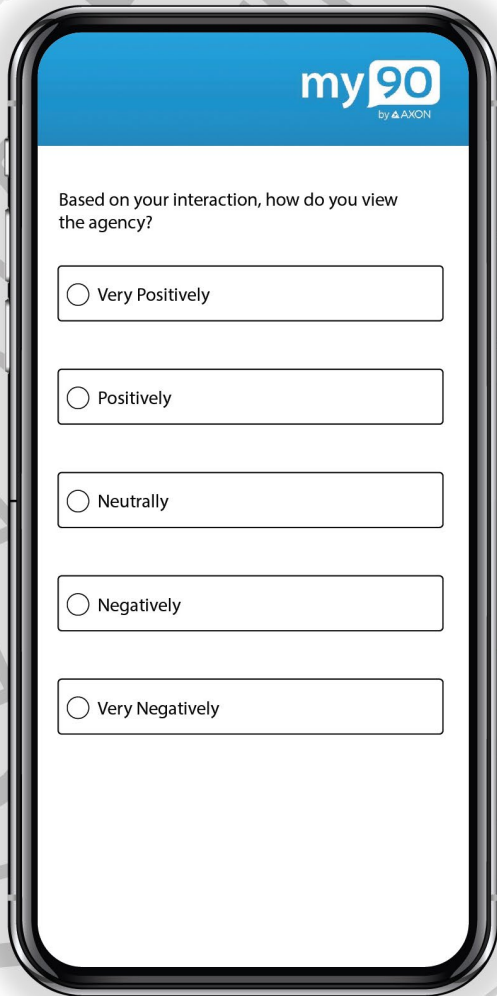 my90
by AXON
Based on your interaction, how do you view
the agency?
Very Positively
Positively
Neutrally
Negatively
Very Negatively